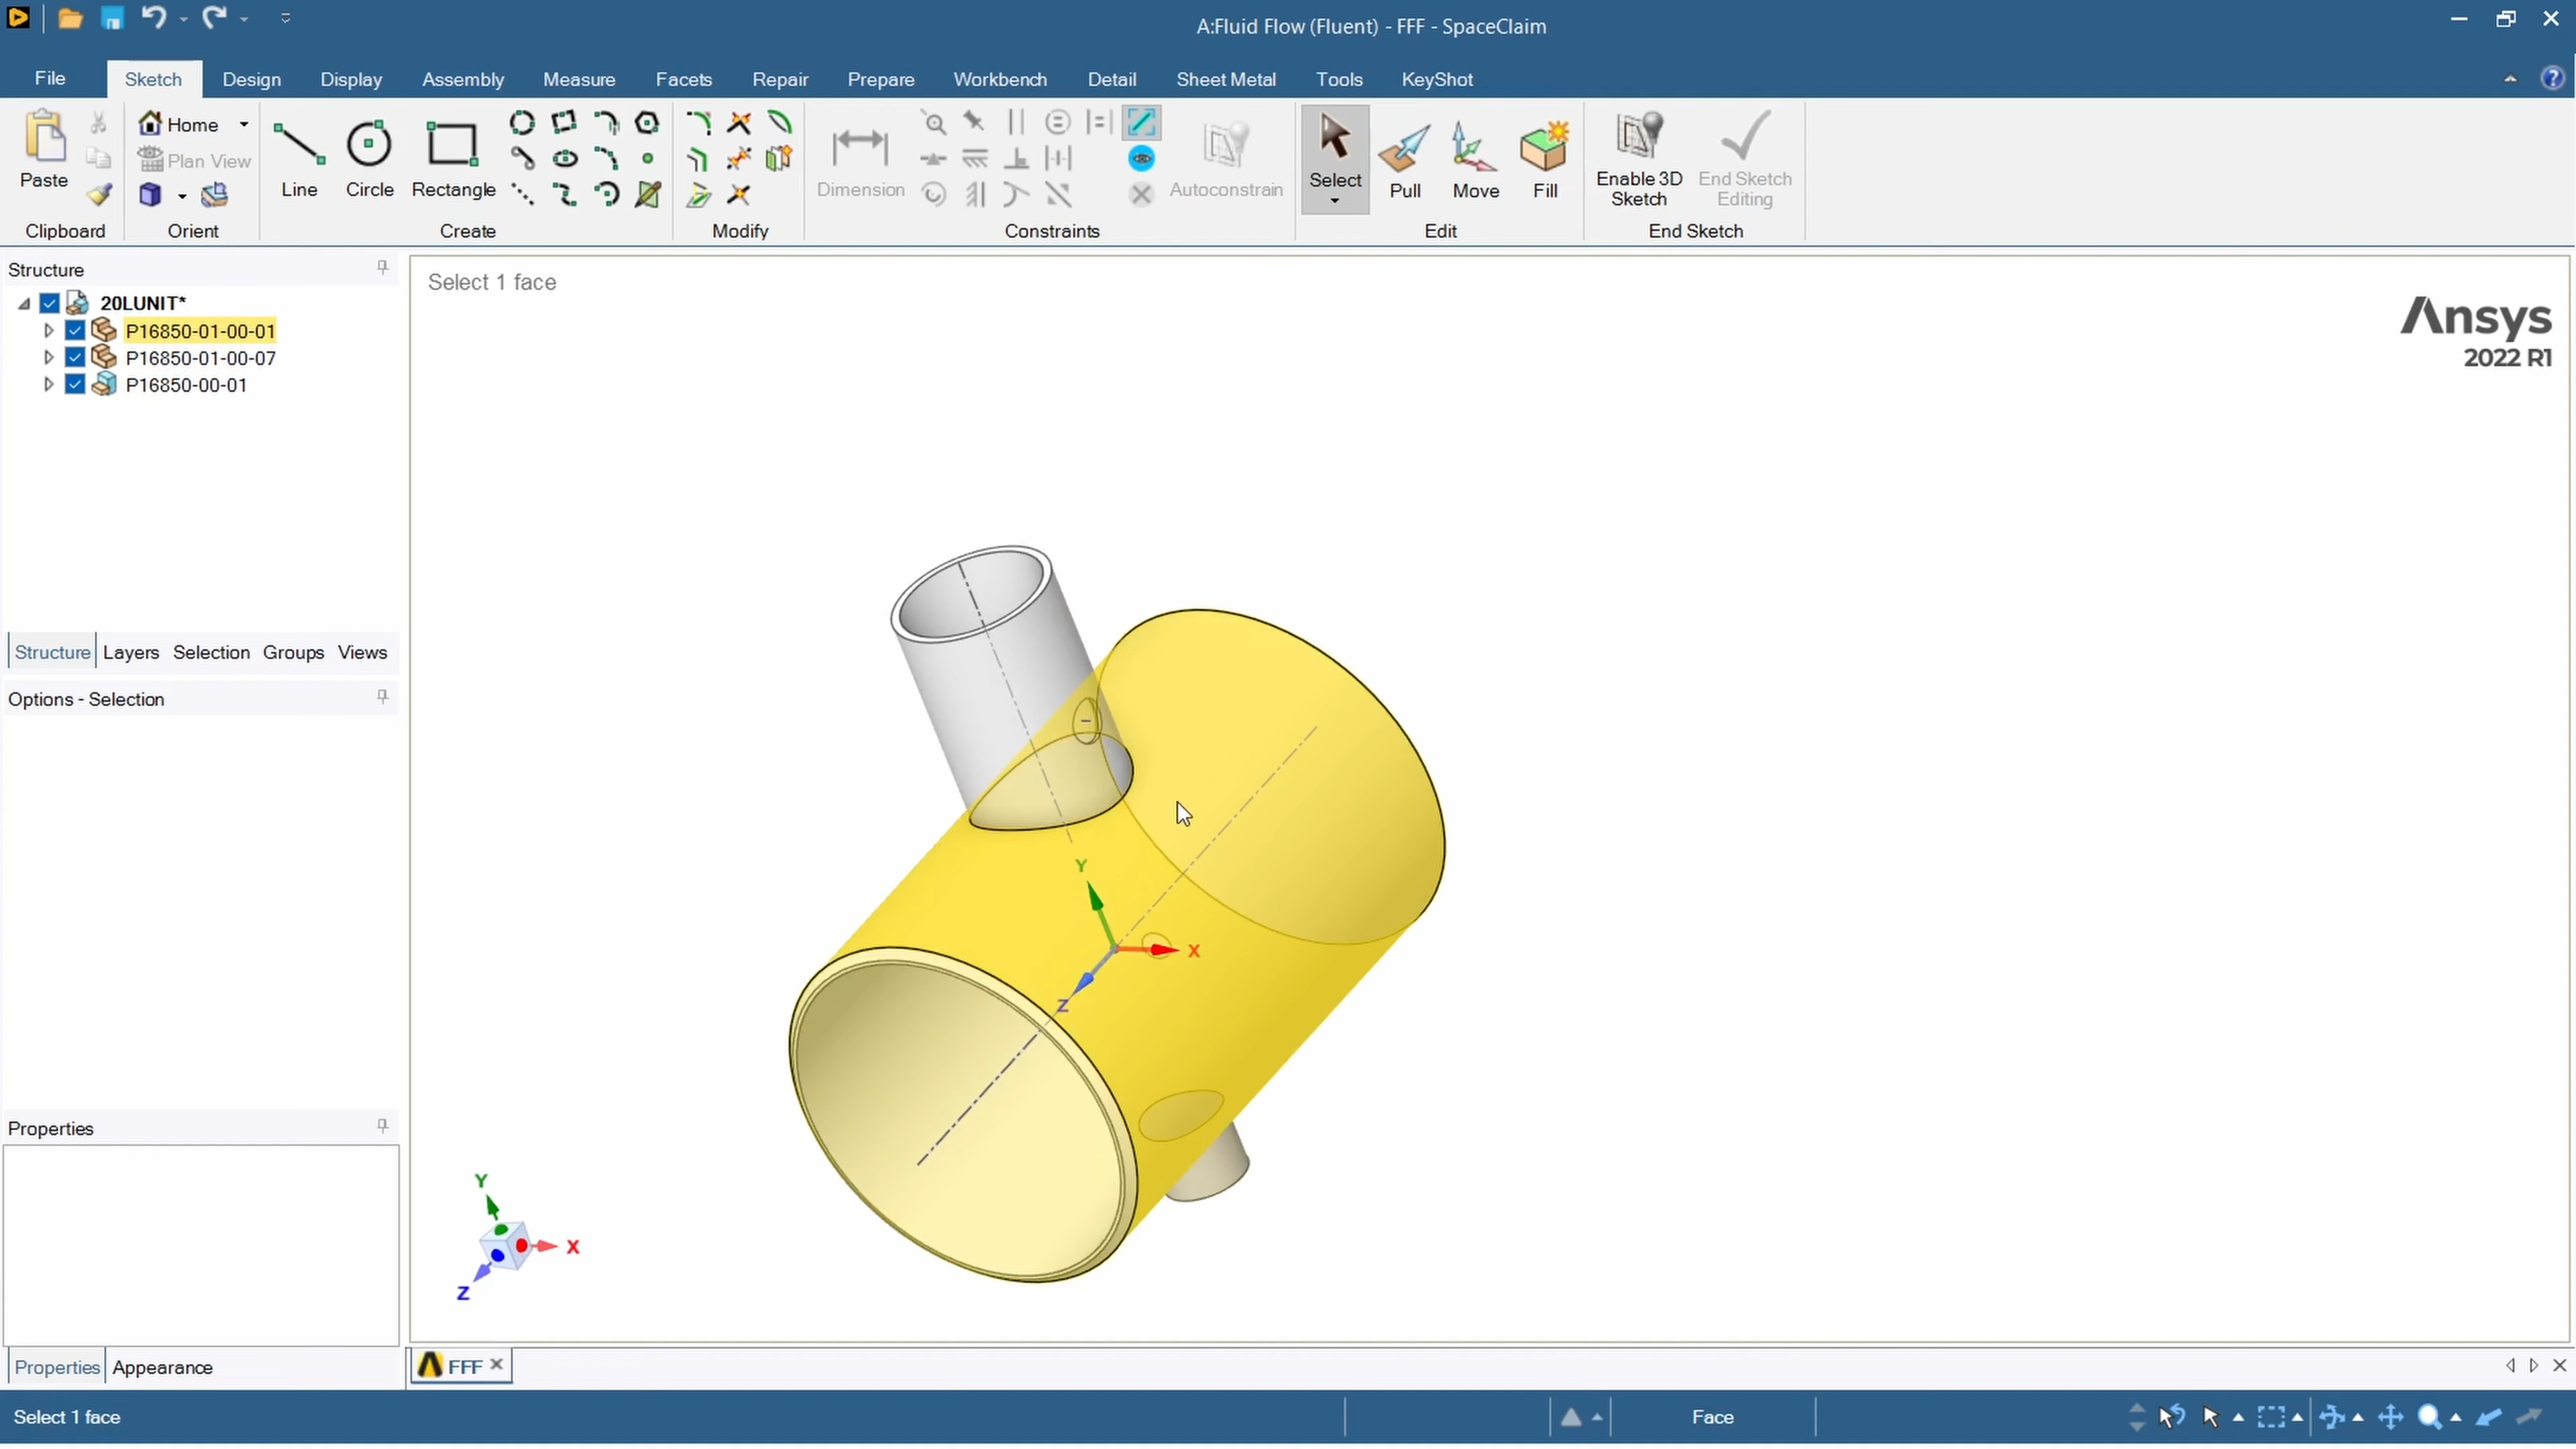 A:Fluid Flow (Fluent) - FFF - SpaceClaim
File Sketch Design Display Assembly Measure Facets Repair Prepare Workbench Detail Sheet Metal Tools KeyShot
Paste
Clipboard
Home
Plan View
Orient
Line Circle Rectangle
Create
Modify
Dimension
Autoconstrain
Constraints
Select Pull Move Fill
Edit
Enable 3D
Sketch
End Sketch
Editing
End Sketch
Structure
20LUNIT*
P16850-01-00-01
P16850-01-00-07
P16850-00-01
Structure Layers Selection Groups Views
Options - Selection
Properties
Properties Appearance
Select 1 face
Ansys
2022 R1
Y
X
Z
Y
X
Z
FFF
Select 1 face
Face